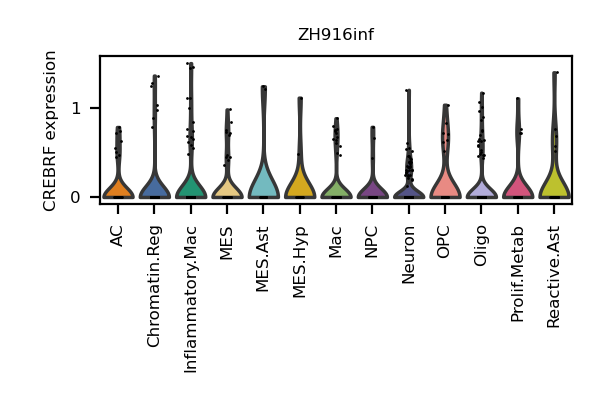 ZH916inf
CREBRF expression
1
0
AC
Chromatin.Reg
Inflammatory.Mac
MES
MES.Ast
MES.Hyp
Mac
NPC
Neuron
OPC
Oligo
Prolif.Metab
Reactive.Ast